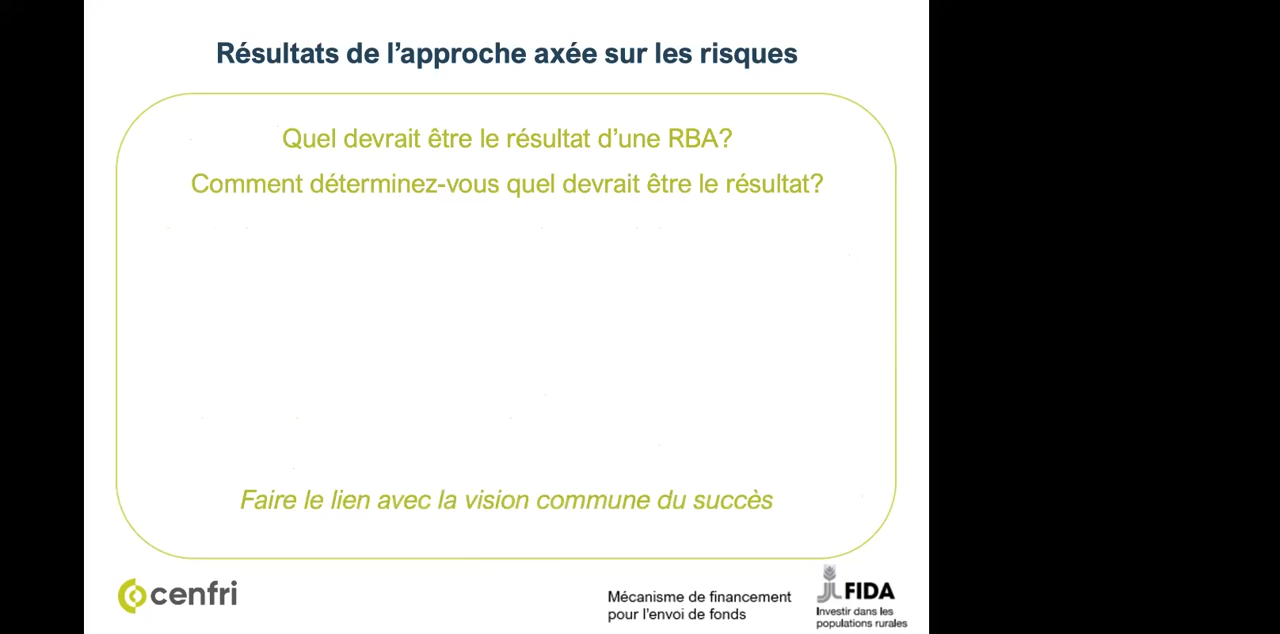 Résultats de l’approche axée sur les risques
Quel devrait être le résultat d’une RBA?
Comment déterminez-vous quel devrait être le résultat?
Faire le lien avec la vision commune du succès
cenfri
Mécanisme de financement
pour l'envoi de fonds
FIDA
Investir dans les
populations rurales